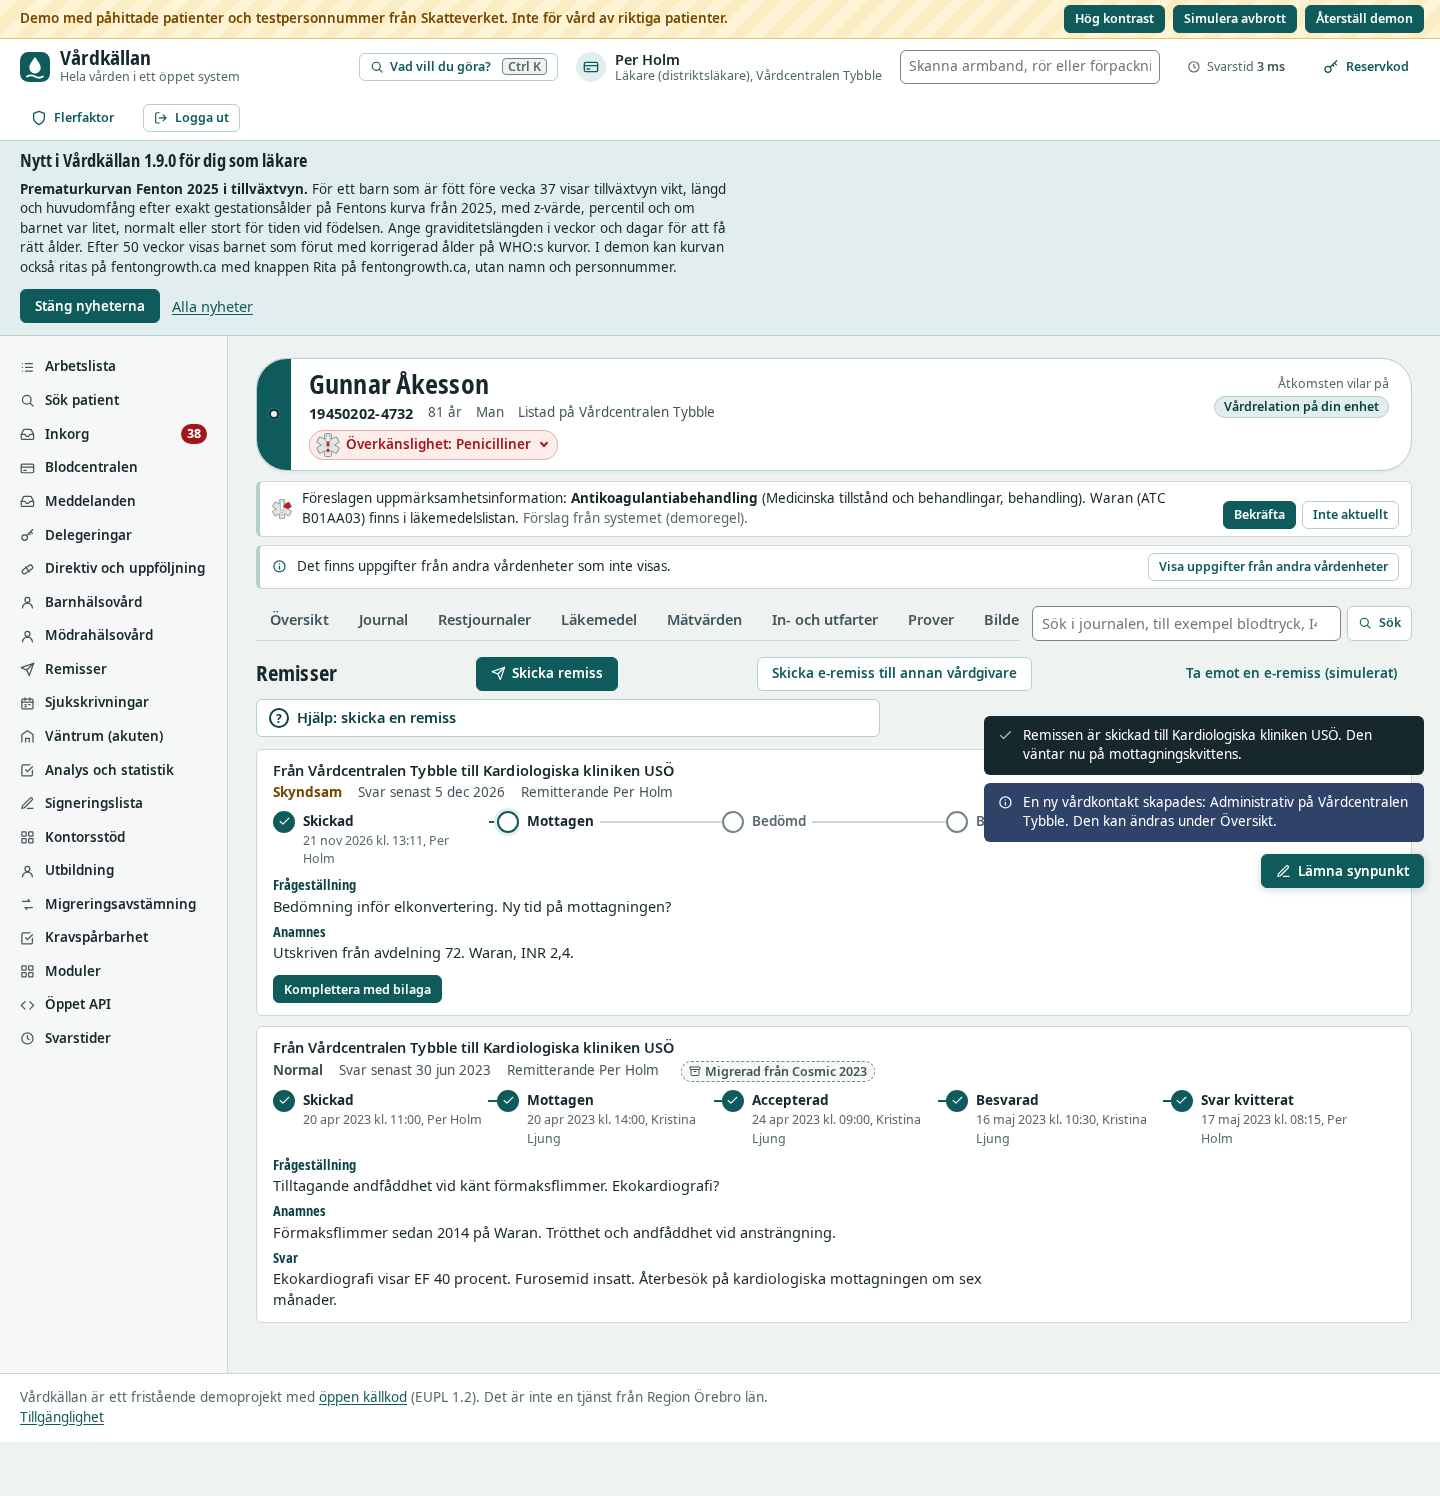 Demo med påhittade patienter och testpersonnummer från Skatteverket. Inte för vård av riktiga patienter.
Hög kontrast
Simulera avbrott
Återställ demon
Vårdkällan
Hela vården i ett öppet system
Vad vill du göra? Ctrl K
Per Holm
Läkare (distriktsläkare), Vårdcentralen Tybble
Skanna armband, rör eller förpackni
Svarstid 3 ms
Reservkod
Flerfaktor
Logga ut
Nytt i Vårdkällan 1.9.0 för dig som läkare
Prematurkurvan Fenton 2025 i tillväxtvyn. För ett barn som är fött före vecka 37 visar tillväxtvyn vikt, längd
och huvudomfång efter exakt gestationsålder på Fentons kurva från 2025, med z-värde, percentil och om
barnet var litet, normalt eller stort för tiden vid födelsen. Ange graviditetslängden i veckor och dagar för att få
rätt ålder. Efter 50 veckor visas barnet som förut med korrigerad ålder på WHO:s kurvor. I demon kan kurvan
också ritas på fentongrowth.ca med knappen Rita på fentongrowth.ca, utan namn och personnummer.
Stäng nyheterna
Alla nyheter
Arbetslista
Sök patient
Inkorg 38
Blodcentralen
Meddelanden
Delegeringar
Direktiv och uppföljning
Barnhälsovård
Mödrahälsovård
Remisser
Sjukskrivningar
Väntrum (akuten)
Analys och statistik
Signeringslista
Kontorsstöd
Utbildning
Migreringsavstämning
Kravspårbarhet
Moduler
Öppet API
Svarstider
Gunnar Åkesson
19450202-4732 81 år Man Listad på Vårdcentralen Tybble
Överkänslighet: Penicilliner
Åtkomsten vilar på
Vårdrelation på din enhet
Föreslagen uppmärksamhetsinformation: Antikoagulantiabehandling (Medicinska tillstånd och behandlingar, behandling). Waran (ATC
B01AA03) finns i läkemedelslistan. Förslag från systemet (demoregel).
Bekräfta
Inte aktuellt
Det finns uppgifter från andra vårdenheter som inte visas.
Visa uppgifter från andra vårdenheter
Översikt
Journal
Restjournaler
Läkemedel
Mätvärden
In- och utfarter
Prover
Bilde
Sök i journalen, till exempel blodtryck, I4
Sök
Remisser
Skicka remiss
Skicka e-remiss till annan vårdgivare
Ta emot en e-remiss (simulerat)
? Hjälp: skicka en remiss
Remissen är skickad till Kardiologiska kliniken USÖ. Den
väntar nu på mottagningskvittens.
En ny vårdkontakt skapades: Administrativ på Vårdcentralen
Tybble. Den kan ändras under Översikt.
Lämna synpunkt
Från Vårdcentralen Tybble till Kardiologiska kliniken USÖ
Skyndsam Svar senast 5 dec 2026 Remitterande Per Holm
Skickad
21 nov 2026 kl. 13:11, Per
Holm
Mottagen
Bedömd
B
Frågeställning
Bedömning inför elkonvertering. Ny tid på mottagningen?
Anamnes
Utskriven från avdelning 72. Waran, INR 2,4.
Komplettera med bilaga
Från Vårdcentralen Tybble till Kardiologiska kliniken USÖ
Normal Svar senast 30 jun 2023 Remitterande Per Holm Migrerad från Cosmic 2023
Skickad
20 apr 2023 kl. 11:00, Per Holm
Mottagen
20 apr 2023 kl. 14:00, Kristina
Ljung
Accepterad
24 apr 2023 kl. 09:00, Kristina
Ljung
Besvarad
16 maj 2023 kl. 10:30, Kristina
Ljung
Svar kvitterat
17 maj 2023 kl. 08:15, Per
Holm
Frågeställning
Tilltagande andfåddhet vid känt förmaksflimmer. Ekokardiografi?
Anamnes
Förmaksflimmer sedan 2014 på Waran. Trötthet och andfåddhet vid ansträngning.
Svar
Ekokardiografi visar EF 40 procent. Furosemid insatt. Återbesök på kardiologiska mottagningen om sex
månader.
Vårdkällan är ett fristående demoprojekt med öppen källkod (EUPL 1.2). Det är inte en tjänst från Region Örebro län.
Tillgänglighet